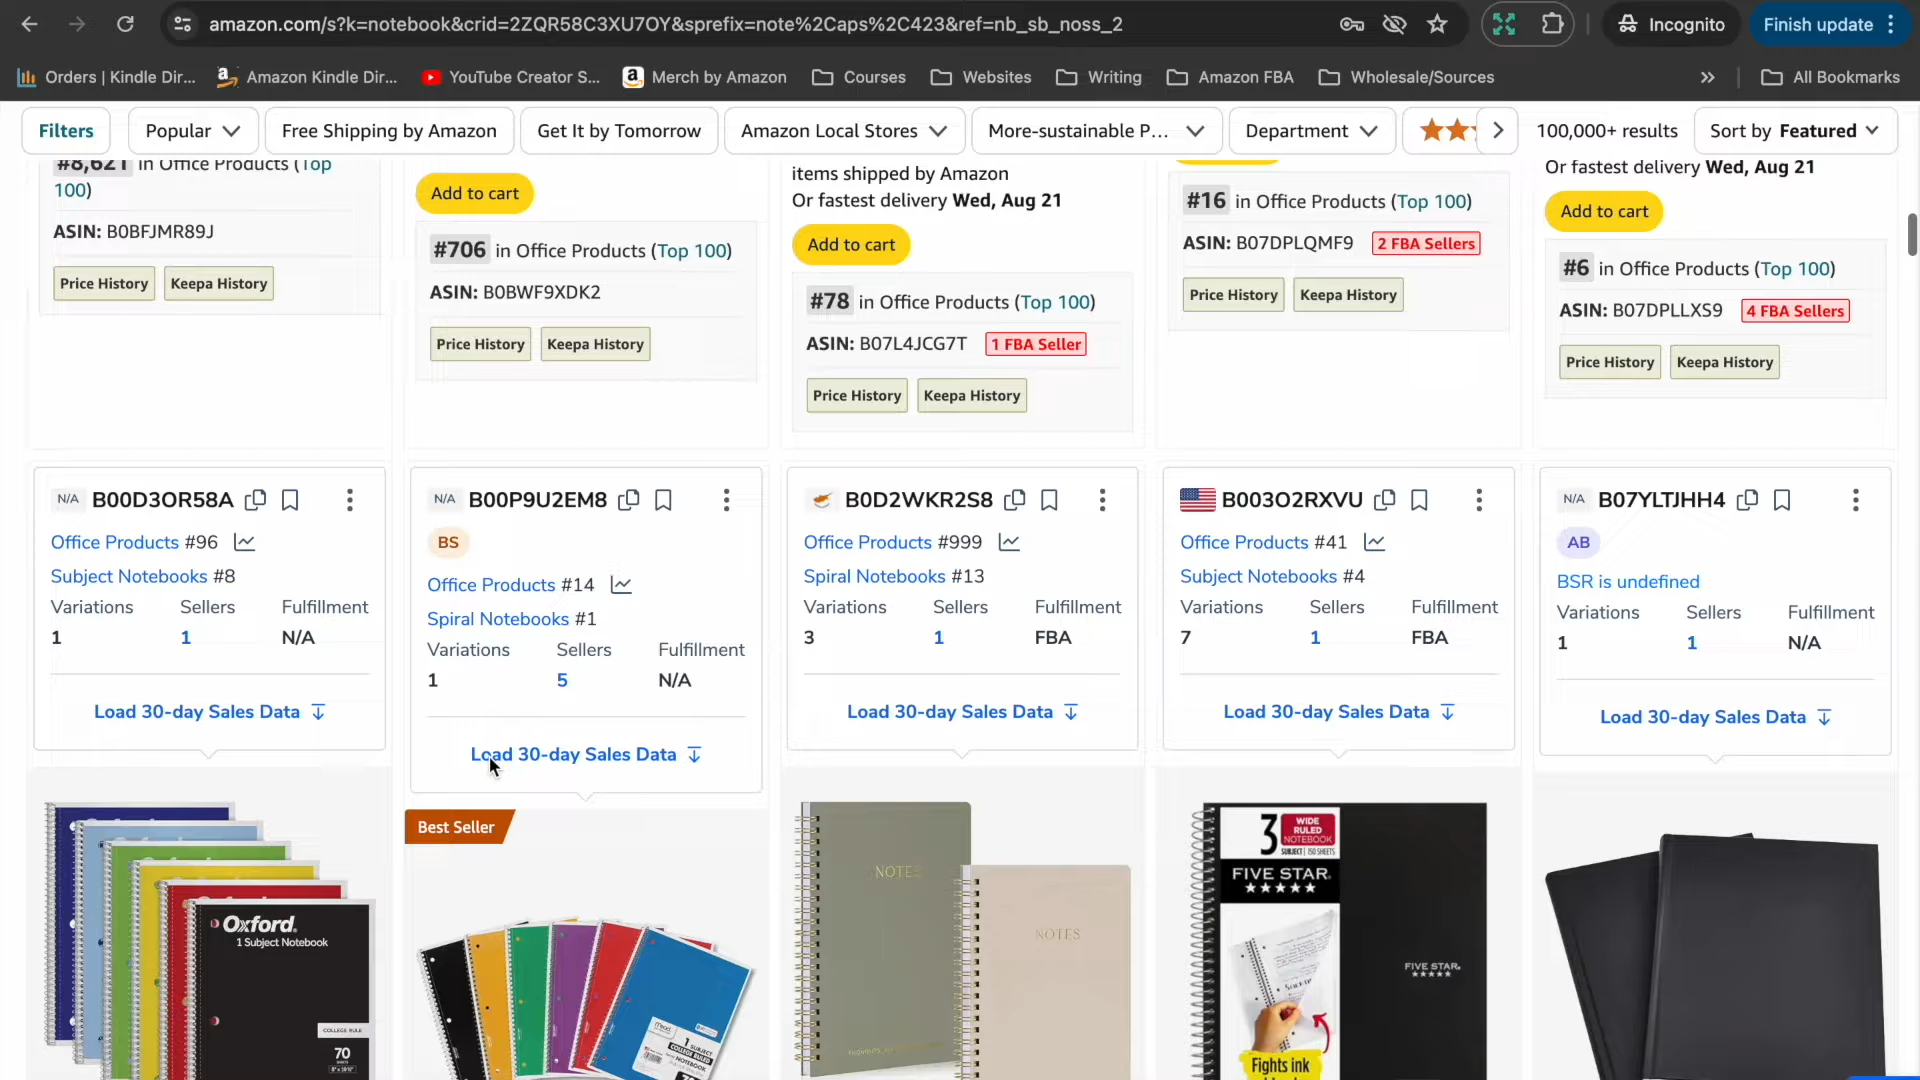 amazon.com/s?k=notebook&crid=2ZQR58C3XU7OY&sprefix=note%2Caps%2C423&ref=nb_sb_noss_2
Incognito
Finish update
Orders | Kindle Dir...
Amazon Kindle Dir...
YouTube Creator S...
Merch by Amazon
Courses
Websites
Writing
Amazon FBA
Wholesale/Sources
All Bookmarks
Filters
Popular
Free Shipping by Amazon
Get It by Tomorrow
Amazon Local Stores
More-sustainable P...
Department
100,000+ results
Sort by Featured
#8,621 in Office Products (Top
100)
ASIN: B0BFJMR89J
Price History
Keepa History
Add to cart
#706 in Office Products (Top 100)
ASIN: B0BWF9XDK2
Price History
Keepa History
items shipped by Amazon
Or fastest delivery Wed, Aug 21
Add to cart
#78 in Office Products (Top 100)
ASIN: B07L4JCG7T
1 FBA Seller
Price History
Keepa History
#16 in Office Products (Top 100)
ASIN: B07DPLQMF9
2 FBA Sellers
Price History
Keepa History
Or fastest delivery Wed, Aug 21
Add to cart
#6 in Office Products (Top 100)
ASIN: B07DPLLXS9
4 FBA Sellers
Price History
Keepa History
N/A B00D3OR58A
Office Products #96
Subject Notebooks #8
Variations Sellers Fulfillment
1 1 N/A
Load 30-day Sales Data
N/A B00P9U2EM8
BS
Office Products #14
Spiral Notebooks #1
Variations Sellers Fulfillment
1 5 N/A
Load 30-day Sales Data
B0D2WKR2S8
Office Products #999
Spiral Notebooks #13
Variations Sellers Fulfillment
3 1 FBA
Load 30-day Sales Data
B003O2RXVU
Office Products #41
Subject Notebooks #4
Variations Sellers Fulfillment
7 1 FBA
Load 30-day Sales Data
N/A B07YLTJHH4
AB
BSR is undefined
Variations Sellers Fulfillment
1 1 N/A
Load 30-day Sales Data
Oxford
1 Subject Notebook
COLLEGE RULE
70
Best Seller
Mead
1 SUBJECT
COLLEGE RULED
NOTEBOOK
NOTES
NOTES
3 WIDE
RULED
NOTEBOOK
SUBJECT | 150 SHEETS
FIVE STAR
FIVE STAR
Fights ink